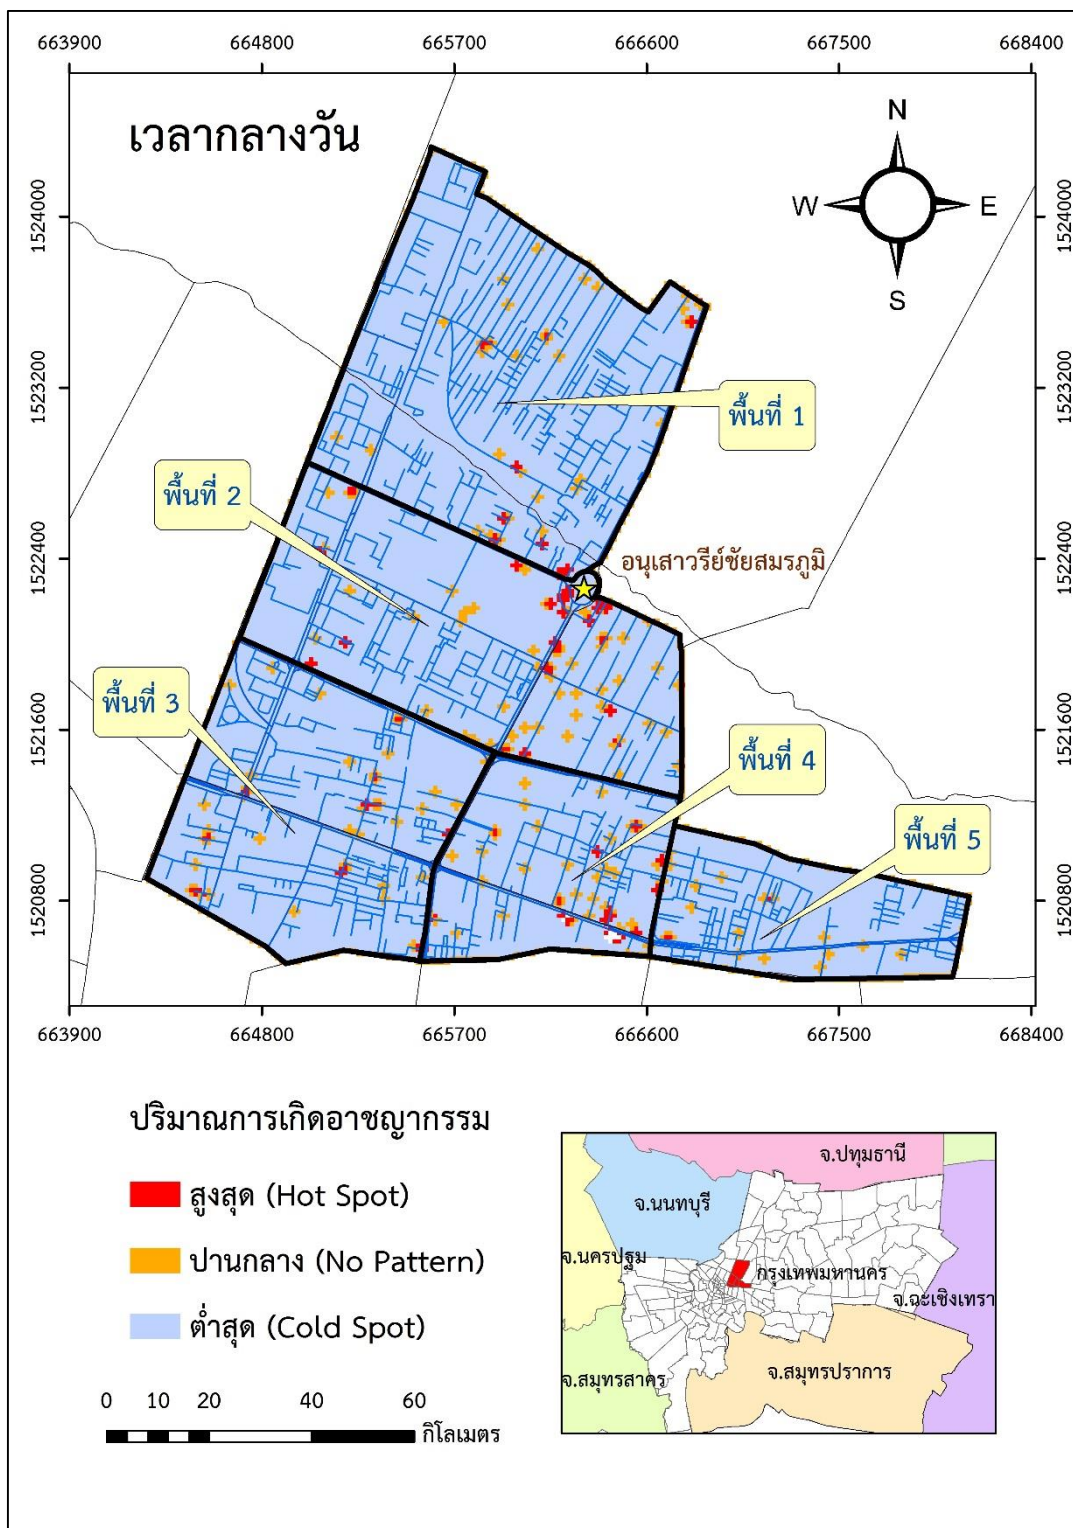 663900 664800 665700 666600 667500 668400
เวลากลางวัน
N
W E
S
1524000 1524000
1523200 1523200
พื้นที่ 1
พื้นที่ 2
1522400 1522400
อนุเสาวรีย์ชัยสมรภูมิ
พื้นที่ 3
1521600 1521600
พื้นที่ 4
พื้นที่ 5
1520800 1520800
663900 664800 665700 666600 667500 668400
ปริมาณการเกิดอาชญากรรม
สูงสุด (Hot Spot)
ปานกลาง (No Pattern)
ต่ำสุด (Cold Spot)
0 10 20 40 60
กิโลเมตร
จ.ปทุมธานี
จ.นนทบุรี
จ.นครปฐม
กรุงเทพมหานคร
จ.ฉะเชิงเทรา
จ.สมุทรสาคร
จ.สมุทรปราการ